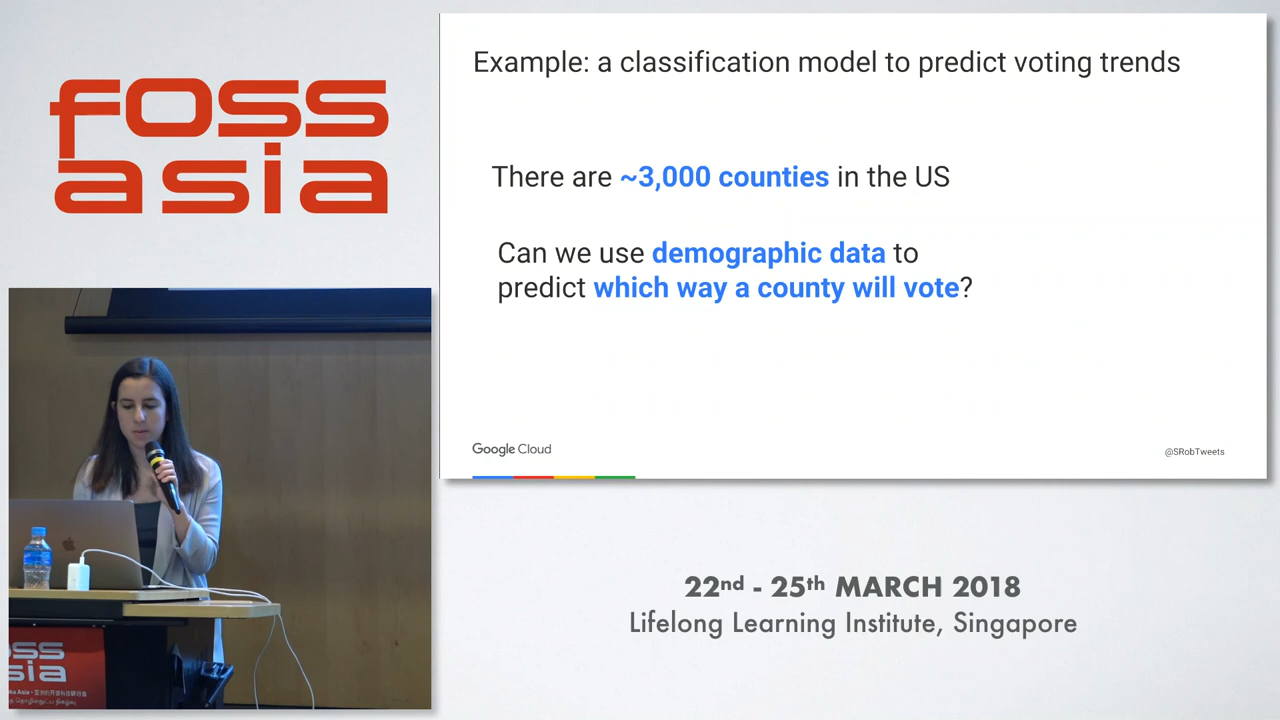 foss
asia
Example: a classification model to predict voting trends
There are ~3,000 counties in the US
Can we use demographic data to
predict which way a county will vote?
Google Cloud
@SRobTweets
22nd - 25th MARCH 2018
Lifelong Learning Institute, Singapore
oss
sia